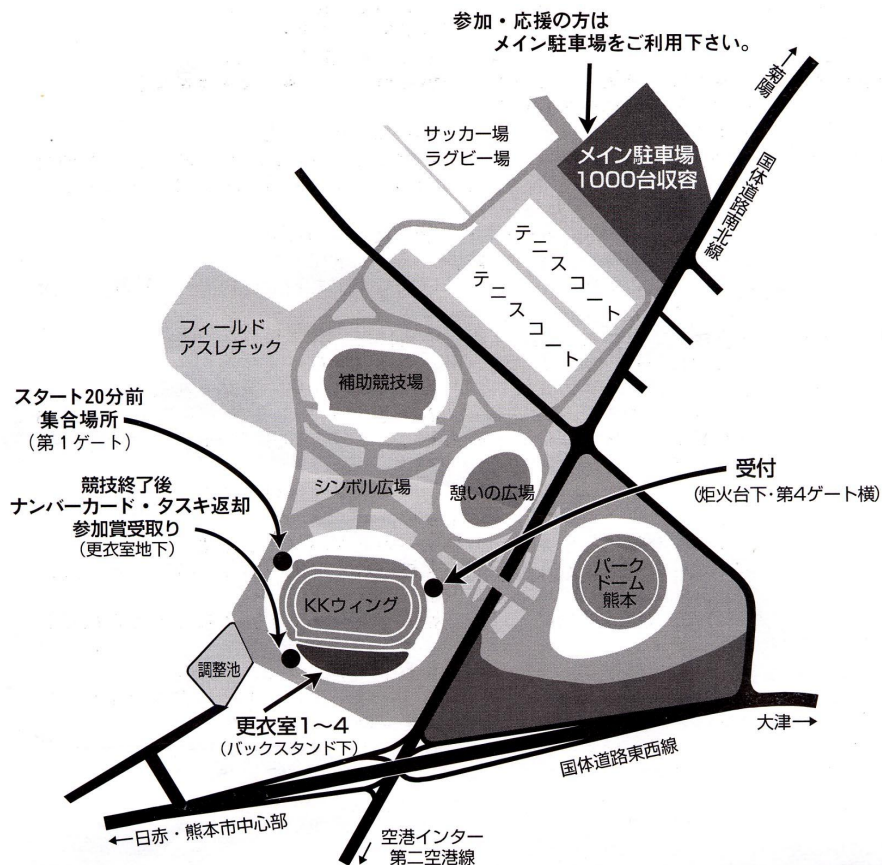 参加・応援の方は
メイン駐車場をご利用下さい。
↗菊陽
サッカー場
ラグビー場
メイン駐車場
1000台収容
国体道路南北線
テニスコート
テニスコート
フィールド
アスレチック
補助競技場
スタート20分前
集合場所
(第1ゲート)
競技終了後
ナンバーカード・タスキ返却
参加賞受取り
(更衣室地下)
シンボル広場
憩いの広場
受付
(炬火台下・第4ゲート横)
KKウィング
パーク
ドーム
熊本
調整池
更衣室1～4
(バックスタンド下)
大津→
国体道路東西線
←日赤・熊本市中心部
空港インター
↙第二空港線